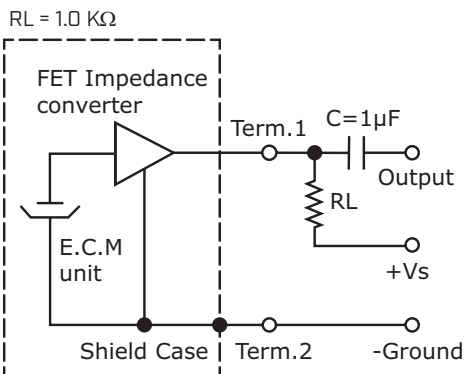 RL = 1.0 KΩ
FET Impedance
converter
Term.1
C=1µF
Output
RL
E.C.M
unit
+Vs
Shield Case
Term.2
-Ground